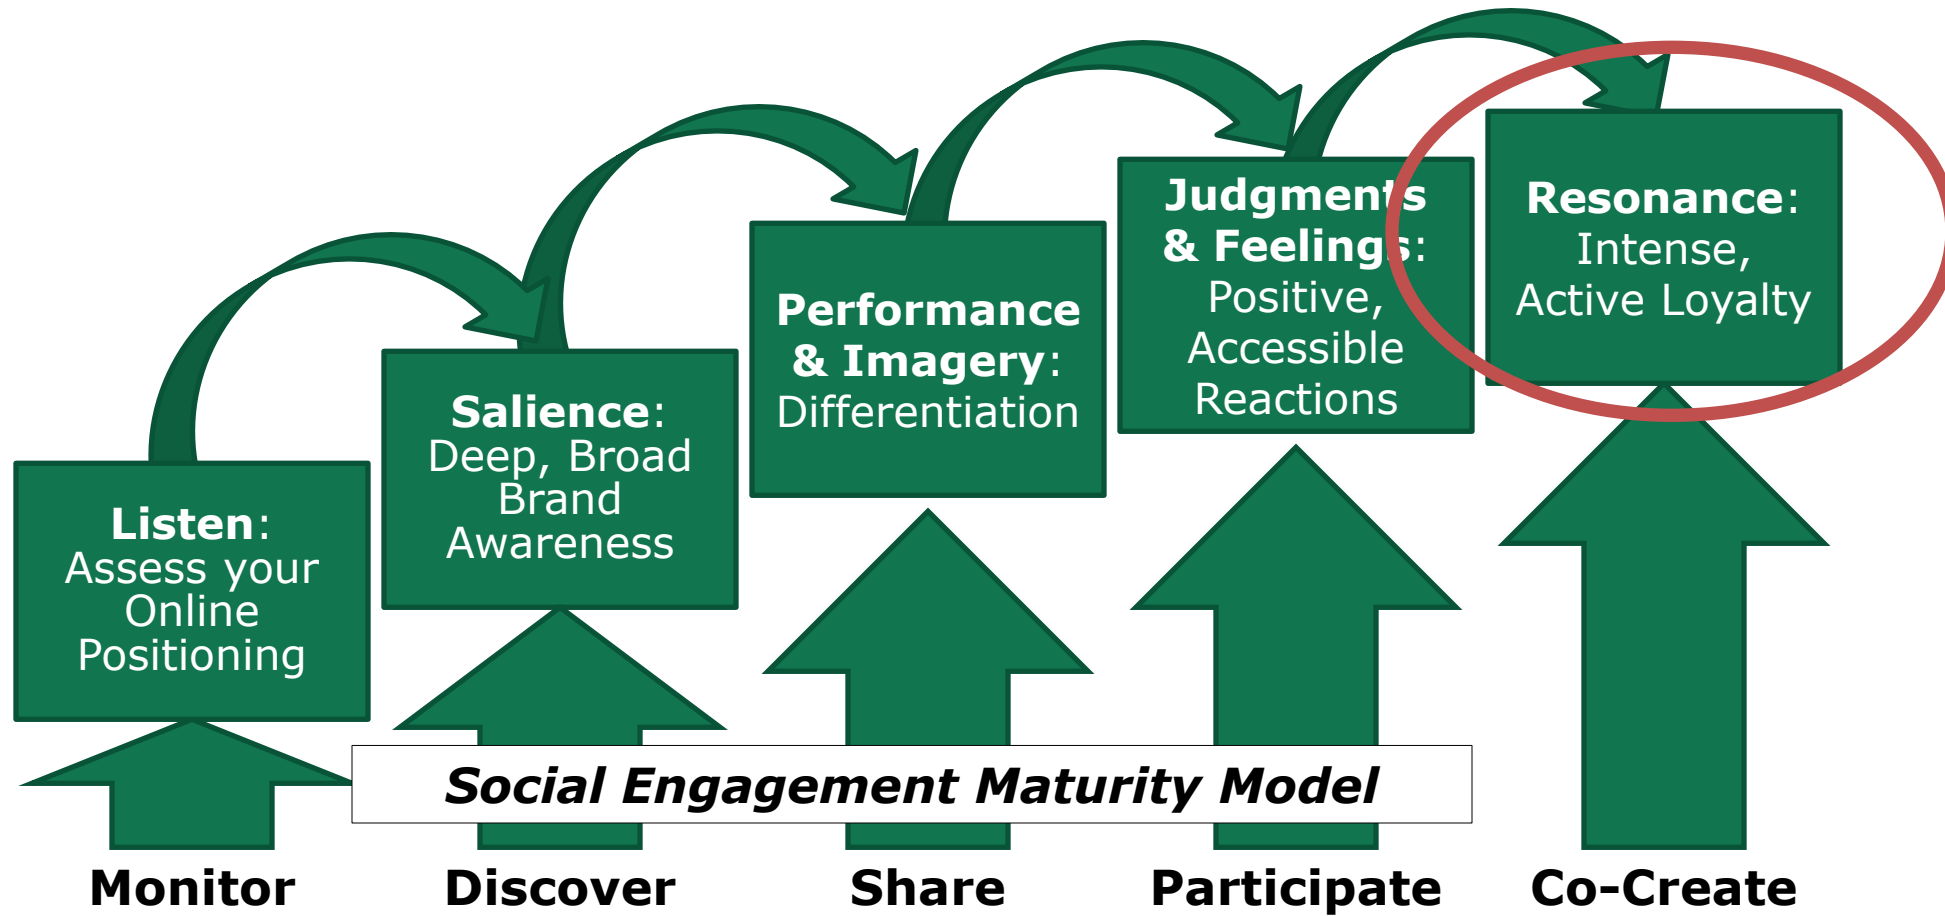 Listen:
Assess your
Online
Positioning
Salience:
Deep, Broad
Brand
Awareness
Performance
& Imagery:
Differentiation
Judgments
& Feelings:
Positive,
Accessible
Reactions
Resonance:
Intense,
Active Loyalty
Social Engagement Maturity Model
Monitor
Discover
Share
Participate
Co-Create